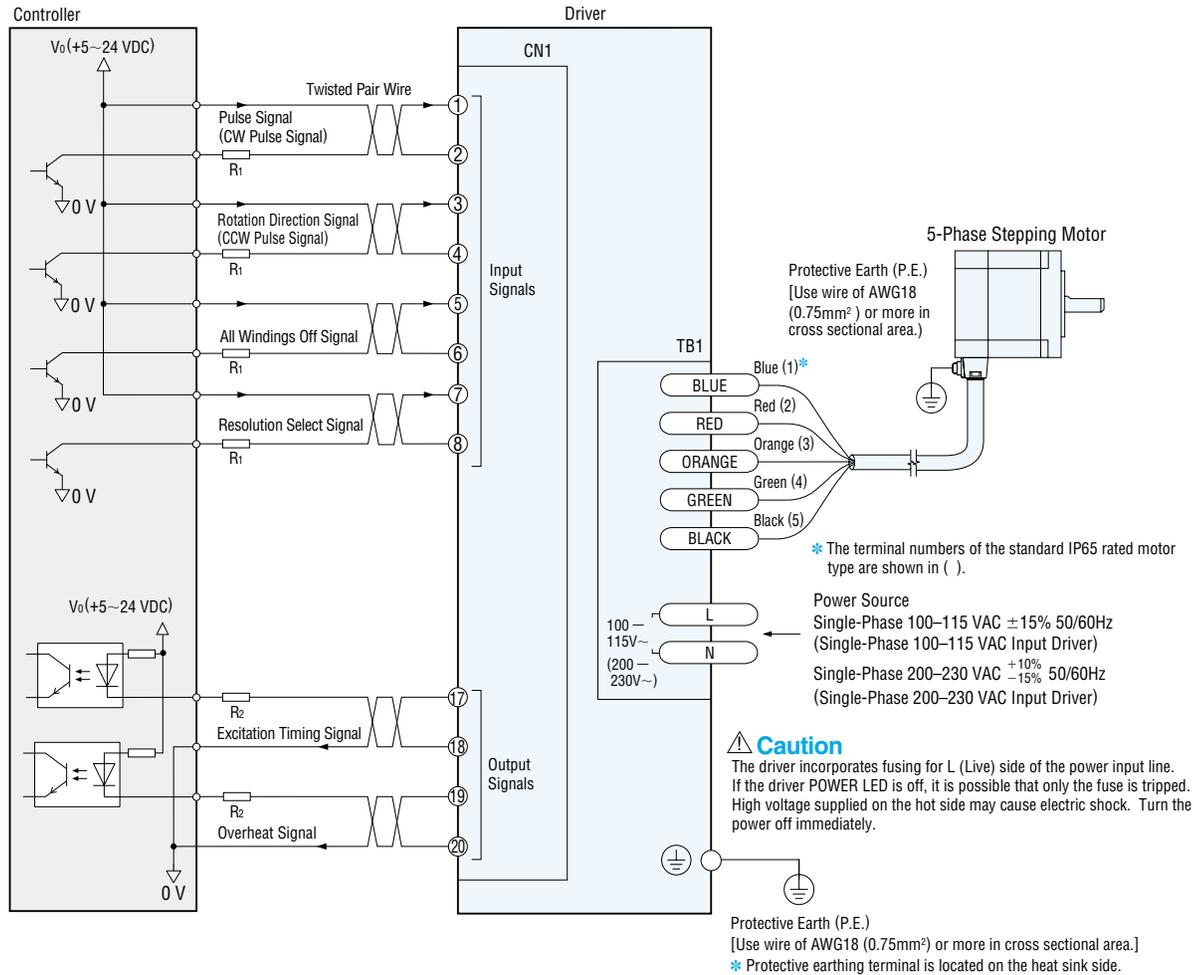 Controller
Driver
V0(+5~24 VDC)
CN1
Twisted Pair Wire
1
Pulse Signal
(CW Pulse Signal)
2
R1
0 V
3
Rotation Direction Signal
(CCW Pulse Signal)
4
R1
0 V
Input
Signals
5
All Windings Off Signal
6
R1
0 V
7
Resolution Select Signal
8
R1
0 V
5-Phase Stepping Motor
Protective Earth (P.E.)
[Use wire of AWG18
(0.75mm² ) or more in
cross sectional area.)
TB1
BLUE
Blue (1)*
RED
Red (2)
ORANGE
Orange (3)
GREEN
Green (4)
BLACK
Black (5)
* The terminal numbers of the standard IP65 rated motor
type are shown in ( ).
L
N
100 –
115V~
(200 –
230V~)
Power Source
Single-Phase 100–115 VAC ±15% 50/60Hz
(Single-Phase 100–115 VAC Input Driver)
Single-Phase 200–230 VAC +10% −15% 50/60Hz
(Single-Phase 200–230 VAC Input Driver)
V0(+5~24 VDC)
17
R2
Excitation Timing Signal
18
Output
Signals
19
R2
Overheat Signal
20
0 V
Caution
The driver incorporates fusing for L (Live) side of the power input line.
If the driver POWER LED is off, it is possible that only the fuse is tripped.
High voltage supplied on the hot side may cause electric shock. Turn the
power off immediately.
Protective Earth (P.E.)
[Use wire of AWG18 (0.75mm²) or more in cross sectional area.]
* Protective earthing terminal is located on the heat sink side.